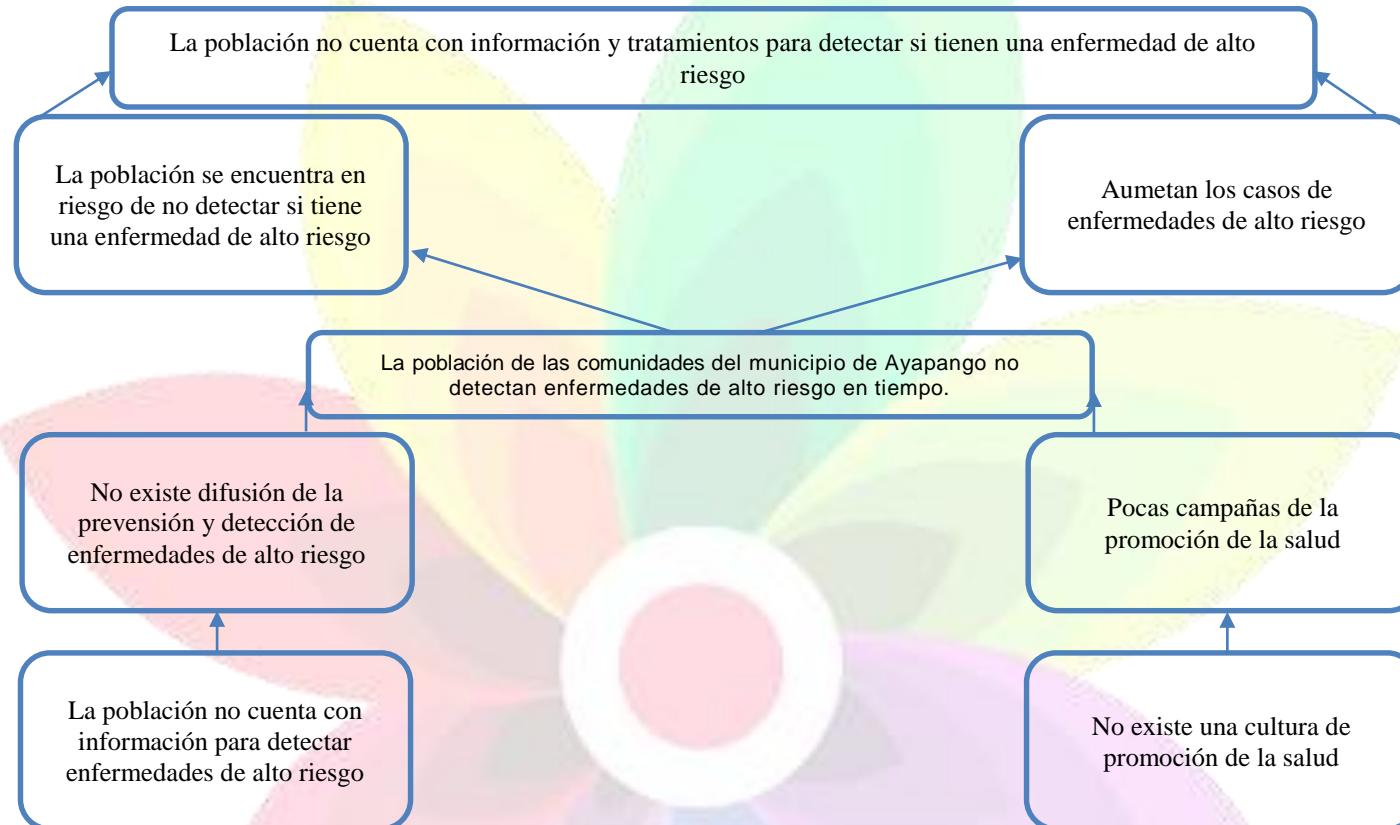 La población no cuenta con información y tratamientos para detectar si tienen una enfermedad de alto
riesgo
La población se encuentra en
riesgo de no detectar si tiene
una enfermedad de alto riesgo
Aumetan los casos de
enfermedades de alto riesgo
La población de las comunidades del municipio de Ayapango no
detectan enfermedades de alto riesgo en tiempo.
No existe difusión de la
prevención y detección de
enfermedades de alto riesgo
Pocas campañas de la
promoción de la salud
La población no cuenta con
información para detectar
enfermedades de alto riesgo
No existe una cultura de
promoción de la salud